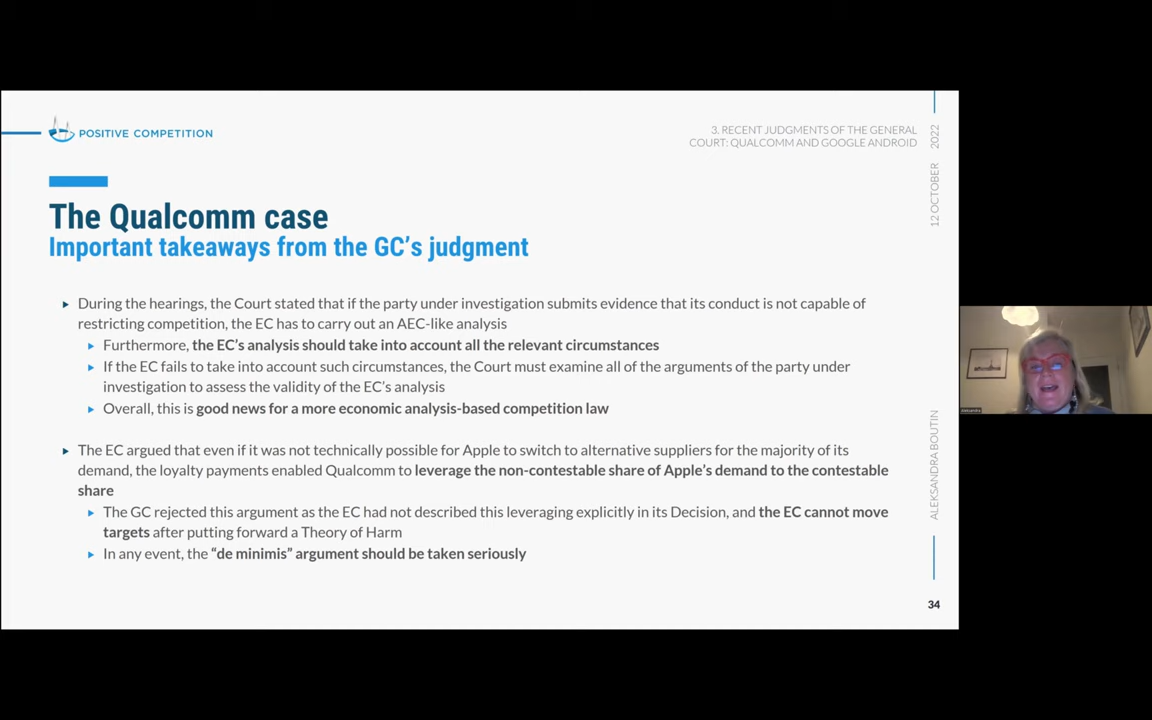 POSITIVE COMPETITION
3. RECENT JUDGMENTS OF THE GENERAL
COURT: QUALCOMM AND GOOGLE ANDROID
12 OCTOBER 2022
The Qualcomm case
Important takeaways from the GC's judgment
▸ During the hearings, the Court stated that if the party under investigation submits evidence that its conduct is not capable of
restricting competition, the EC has to carry out an AEC-like analysis
▸ Furthermore, the EC's analysis should take into account all the relevant circumstances
▸ If the EC fails to take into account such circumstances, the Court must examine all of the arguments of the party under
investigation to assess the validity of the EC's analysis
▸ Overall, this is good news for a more economic analysis-based competition law
▸ The EC argued that even if it was not technically possible for Apple to switch to alternative suppliers for the majority of its
demand, the loyalty payments enabled Qualcomm to leverage the non-contestable share of Apple's demand to the contestable
share
▸ The GC rejected this argument as the EC had not described this leveraging explicitly in its Decision, and the EC cannot move
targets after putting forward a Theory of Harm
▸ In any event, the “de minimis” argument should be taken seriously
ALEKSANDRA BOUTIN
34
aleksandra